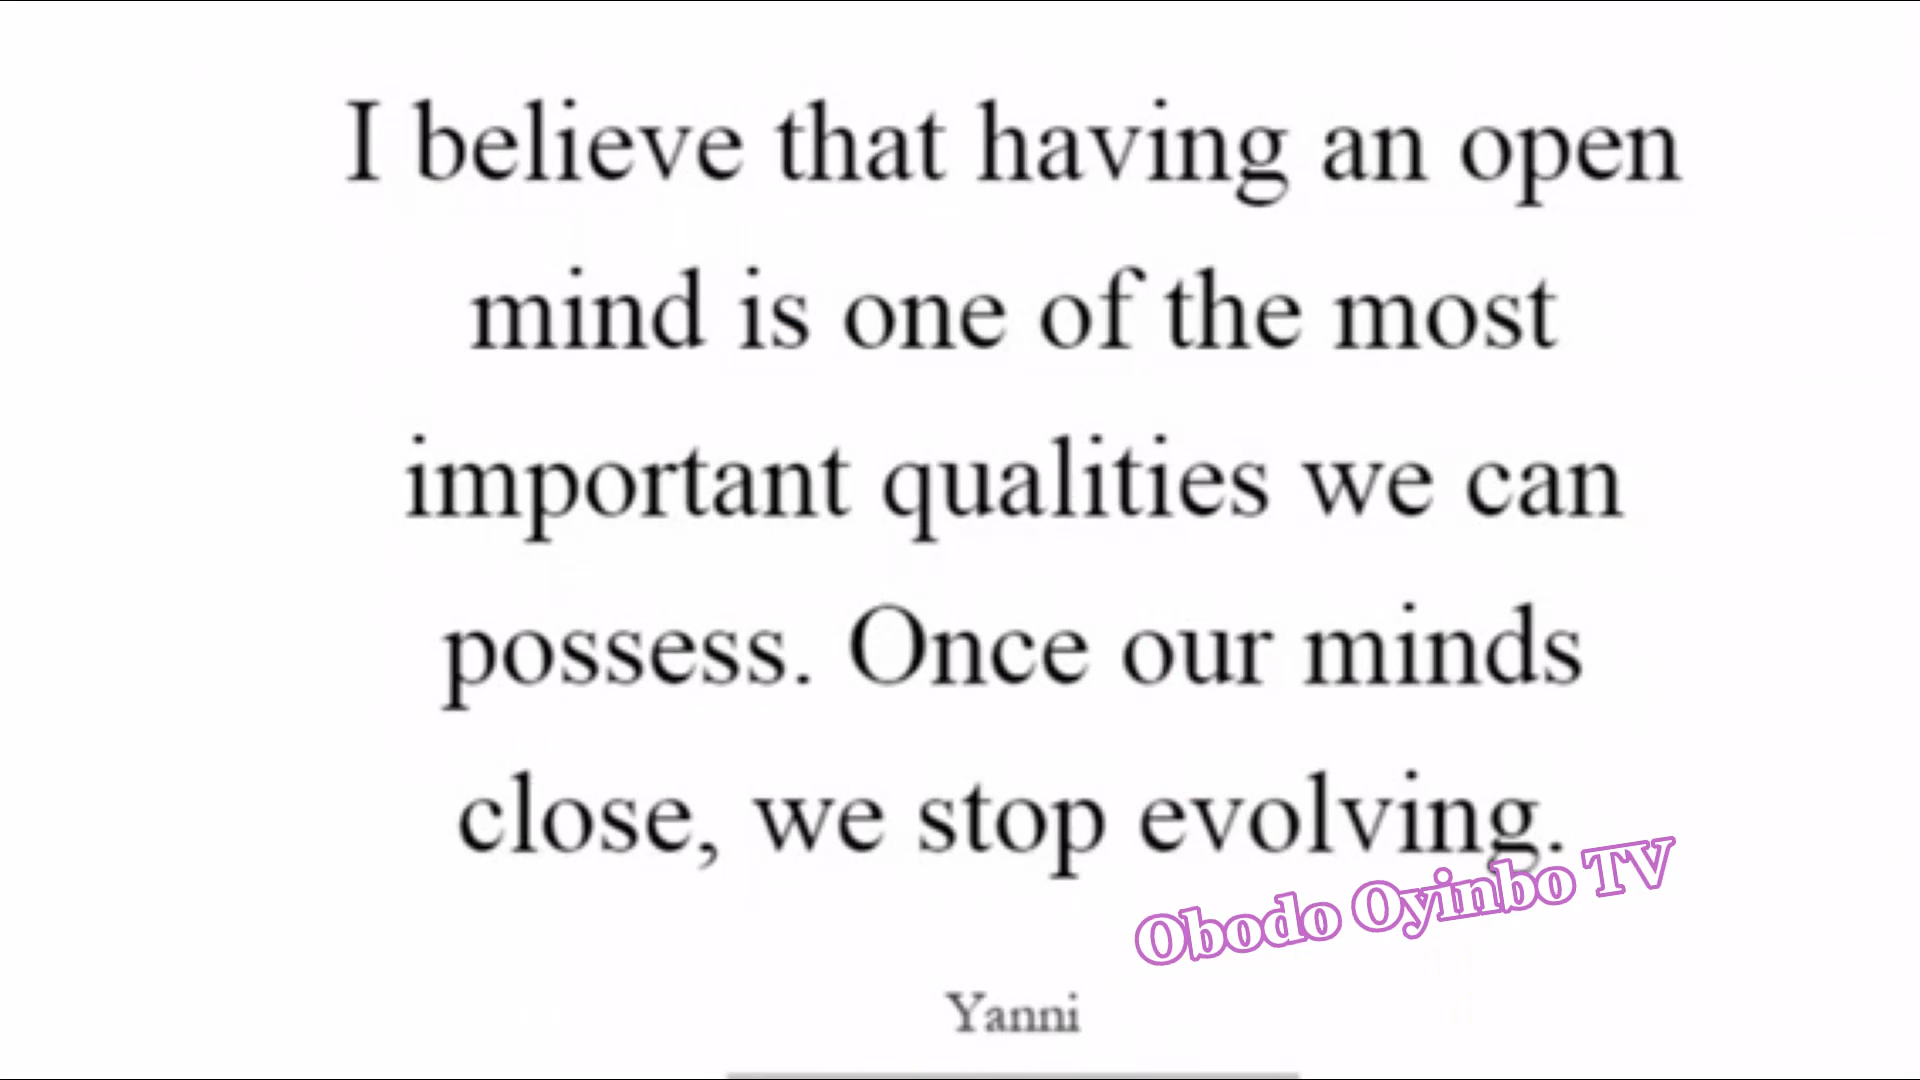 I believe that having an open
mind is one of the most
important qualities we can
possess. Once our minds
close, we stop evolving.
Obodo Oyinbo TV
Yanni